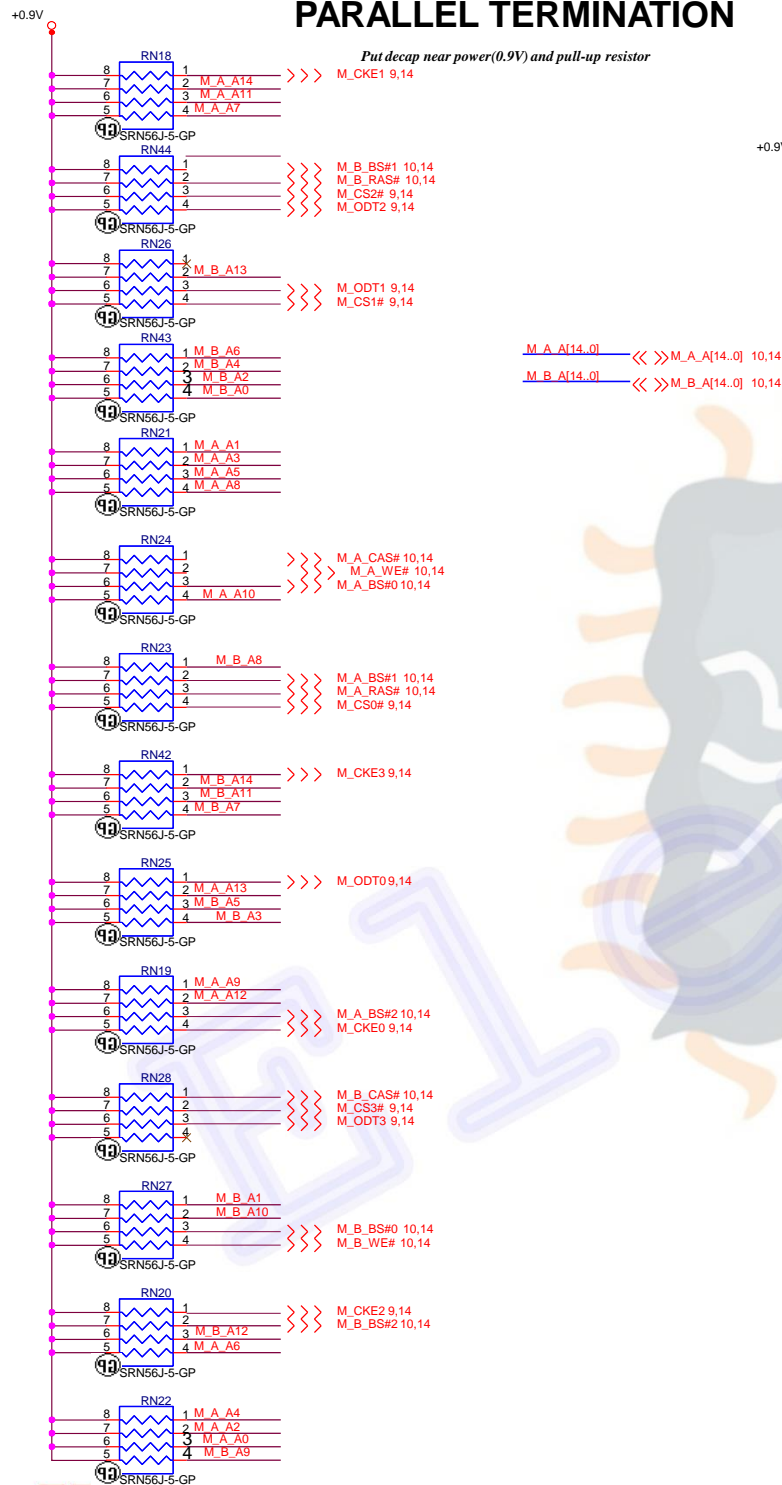 PARALLEL TERMINATION
+0.9V
Put decap near power(0.9V) and pull-up resistor
RN18
8 1 M_CKE1 9,14
7 2 M_A_A14
6 3 M_A_A11
5 4 M_A_A7
SRN56J-5-GP
RN44
8 1 M_B_BS#1 10,14
7 2 M_B_RAS# 10,14
6 3 M_CS2# 9,14
5 4 M_ODT2 9,14
SRN56J-5-GP
+0.9V
RN26
8 1
7 2 M_B_A13
6 3 M_ODT1 9,14
5 4 M_CS1# 9,14
SRN56J-5-GP
RN43
8 1 M_B_A6
7 2 M_B_A4
6 3 M_B_A2
5 4 M_B_A0
SRN56J-5-GP
M_A_A[14..0] M_A_A[14..0] 10,14
M_B_A[14..0] M_B_A[14..0] 10,14
RN21
8 1 M_A_A1
7 2 M_A_A3
6 3 M_A_A5
5 4 M_A_A8
SRN56J-5-GP
RN24
8 1 M_A_CAS# 10,14
7 2 M_A_WE# 10,14
6 3 M_A_BS#0 10,14
5 4 M_A_A10
SRN56J-5-GP
RN23
8 1 M_B_A8
7 2 M_A_BS#1 10,14
6 3 M_A_RAS# 10,14
5 4 M_CS0# 9,14
SRN56J-5-GP
RN42
8 1 M_CKE3 9,14
7 2 M_B_A14
6 3 M_B_A11
5 4 M_B_A7
SRN56J-5-GP
RN25
8 1 M_ODT0 9,14
7 2 M_A_A13
6 3 M_B_A5
5 4 M_B_A3
SRN56J-5-GP
RN19
8 1 M_A_A9
7 2 M_A_A12
6 3 M_A_BS#2 10,14
5 4 M_CKE0 9,14
SRN56J-5-GP
RN28
8 1 M_B_CAS# 10,14
7 2 M_CS3# 9,14
6 3 M_ODT3 9,14
5 4
SRN56J-5-GP
RN27
8 1 M_B_A1
7 2 M_B_A10
6 3 M_B_BS#0 10,14
5 4 M_B_WE# 10,14
SRN56J-5-GP
RN20
8 1 M_CKE2 9,14
7 2 M_B_BS#2 10,14
6 3 M_B_A12
5 4 M_A_A6
SRN56J-5-GP
RN22
8 1 M_A_A4
7 2 M_A_A2
6 3 M_A_A0
5 4 M_B_A9
SRN56J-5-GP